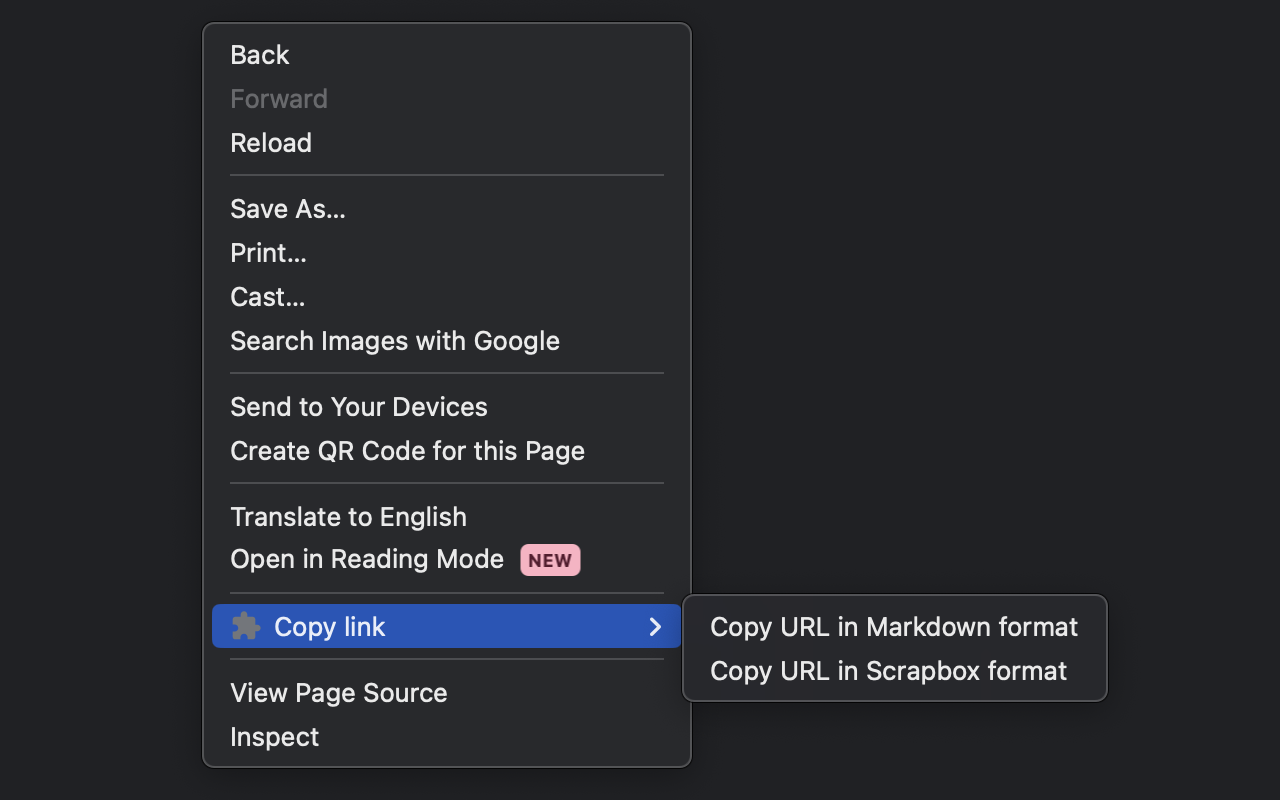 Back
Forward
Reload
Save As...
Print...
Cast...
Search Images with Google
Send to Your Devices
Create QR Code for this Page
Translate to English
Open in Reading Mode NEW
Copy link
Copy URL in Markdown format
Copy URL in Scrapbox format
View Page Source
Inspect